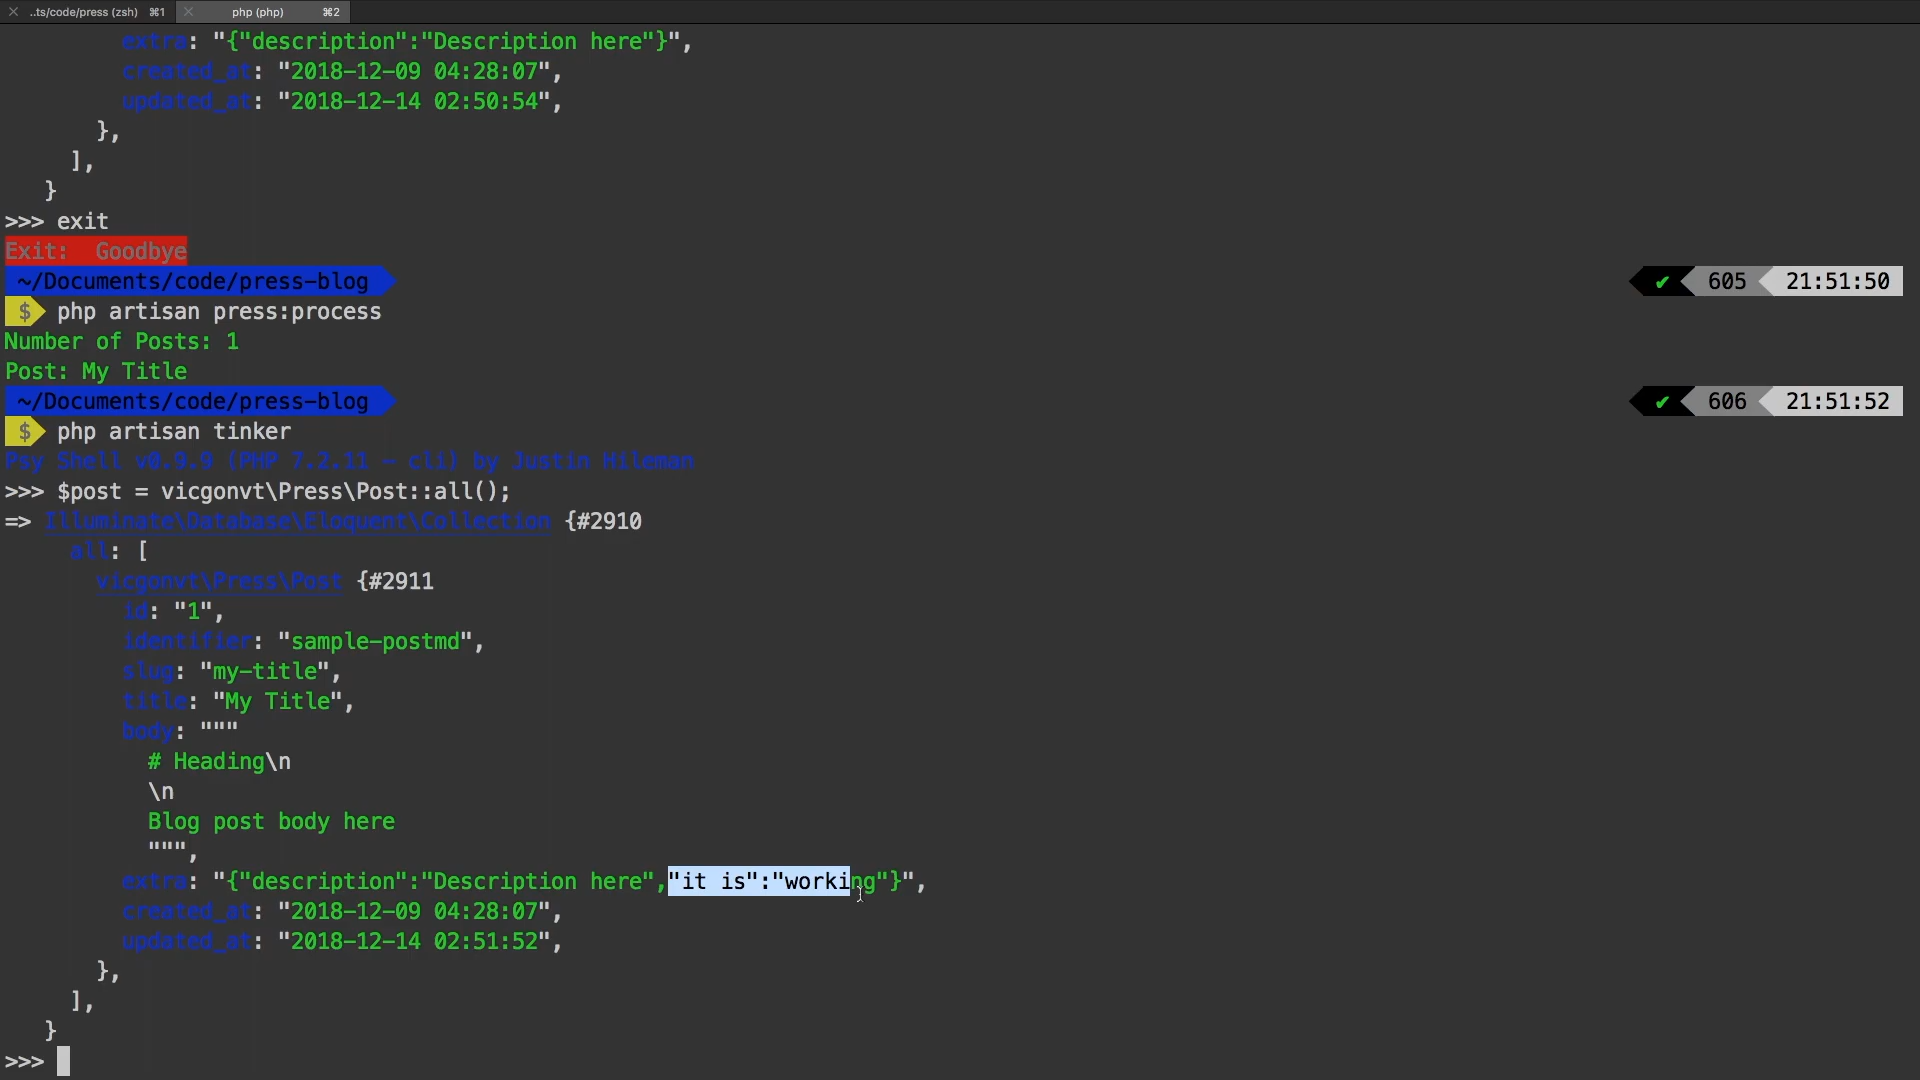 ..ts/code/press (zsh) ⌘1 php (php) ⌘2
extra: "{"description":"Description here"}",
created_at: "2018-12-09 04:28:07",
updated_at: "2018-12-14 02:50:54",
},
],
}
>>> exit
Exit:  Goodbye
~/Documents/code/press-blog ✔ 605 21:51:50
$ php artisan press:process
Number of Posts: 1
Post: My Title
~/Documents/code/press-blog ✔ 606 21:51:52
$ php artisan tinker
Psy Shell v0.9.9 (PHP 7.2.11 – cli) by Justin Hileman
>>> $post = vicgonvt\Press\Post::all();
=> Illuminate\Database\Eloquent\Collection {#2910
all: [
vicgonvt\Press\Post {#2911
id: "1",
identifier: "sample-postmd",
slug: "my-title",
title: "My Title",
body: """
# Heading\n
\n
Blog post body here
""",
extra: "{"description":"Description here","it is":"working"}",
created_at: "2018-12-09 04:28:07",
updated_at: "2018-12-14 02:51:52",
},
],
}
>>>